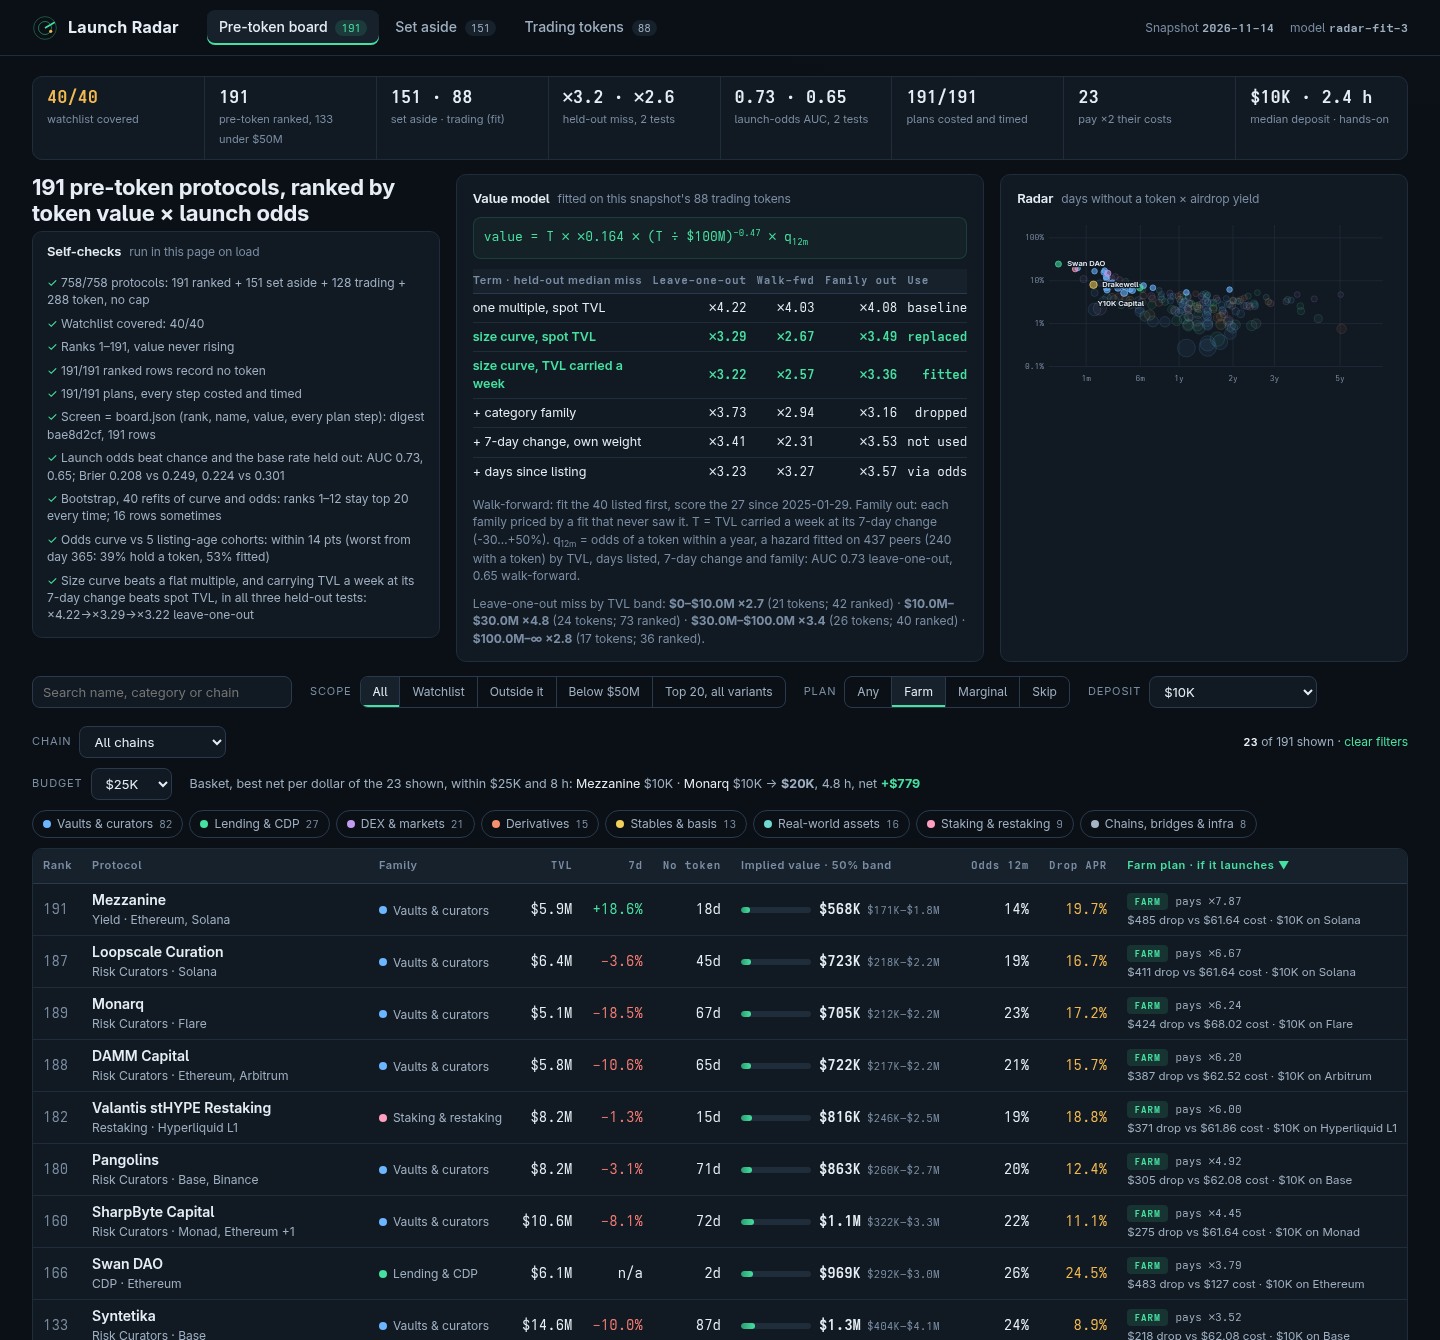 Launch Radar
Pre-token board 191
Set aside 151
Trading tokens 88
Snapshot 2026-11-14 model radar-fit-3
40/40
watchlist covered
191
pre-token ranked, 133
under $50M
151 · 88
set aside · trading (fit)
×3.2 · ×2.6
held-out miss, 2 tests
0.73 · 0.65
launch-odds AUC, 2 tests
191/191
plans costed and timed
23
pay ×2 their costs
$10K · 2.4 h
median deposit · hands-on
191 pre-token protocols, ranked by
token value × launch odds
Self-checks run in this page on load
✓ 758/758 protocols: 191 ranked + 151 set aside + 128 trading +
288 token, no cap
✓ Watchlist covered: 40/40
✓ Ranks 1–191, value never rising
✓ 191/191 ranked rows record no token
✓ 191/191 plans, every step costed and timed
✓ Screen = board.json (rank, name, value, every plan step): digest
bae8d2cf, 191 rows
✓ Launch odds beat chance and the base rate held out: AUC 0.73,
0.65; Brier 0.208 vs 0.249, 0.224 vs 0.301
✓ Bootstrap, 40 refits of curve and odds: ranks 1–12 stay top 20
every time; 16 rows sometimes
✓ Odds curve vs 5 listing-age cohorts: within 14 pts (worst from
day 365: 39% hold a token, 53% fitted)
✓ Size curve beats a flat multiple, and carrying TVL a week at its
7-day change beats spot TVL, in all three held-out tests:
×4.22→×3.29→×3.22 leave-one-out
Value model fitted on this snapshot's 88 trading tokens
value = T × ×0.164 × (T ÷ $100M)−0.47 × q12m
Term · held-out median miss Leave-one-out Walk-fwd Family out Use
one multiple, spot TVL ×4.22 ×4.03 ×4.08 baseline
size curve, spot TVL ×3.29 ×2.67 ×3.49 replaced
size curve, TVL carried a
week ×3.22 ×2.57 ×3.36 fitted
+ category family ×3.73 ×2.94 ×3.16 dropped
+ 7-day change, own weight ×3.41 ×2.31 ×3.53 not used
+ days since listing ×3.23 ×3.27 ×3.57 via odds
Walk-forward: fit the 40 listed first, score the 27 since 2025-01-29. Family out: each
family priced by a fit that never saw it. T = TVL carried a week at its 7-day change
(-30…+50%). q12m = odds of a token within a year, a hazard fitted on 437 peers (240
with a token) by TVL, days listed, 7-day change and family: AUC 0.73 leave-one-out,
0.65 walk-forward.
Leave-one-out miss by TVL band: $0–$10.0M ×2.7 (21 tokens; 42 ranked) · $10.0M–
$30.0M ×4.8 (24 tokens; 73 ranked) · $30.0M–$100.0M ×3.4 (26 tokens; 40 ranked) ·
$100.0M–∞ ×2.8 (17 tokens; 36 ranked).
Radar days without a token × airdrop yield
100%
10%
1%
0.1%
Swan DAO
Drakewell
Y10K Capital
1m 6m 1y 2y 3y 5y
Search name, category or chain
SCOPE All Watchlist Outside it Below $50M Top 20, all variants
PLAN Any Farm Marginal Skip
DEPOSIT $10K
CHAIN All chains
23 of 191 shown · clear filters
BUDGET $25K Basket, best net per dollar of the 23 shown, within $25K and 8 h: Mezzanine $10K · Monarq $10K → $20K, 4.8 h, net +$779
Vaults & curators 82
Lending & CDP 27
DEX & markets 21
Derivatives 15
Stables & basis 13
Real-world assets 16
Staking & restaking 9
Chains, bridges & infra 8
Rank Protocol Family TVL 7d No token Implied value · 50% band Odds 12m Drop APR Farm plan · if it launches ▼
191 Mezzanine Vaults & curators $5.9M +18.6% 18d $568K $171K–$1.8M 14% 19.7% FARM pays ×7.87
Yield · Ethereum, Solana $485 drop vs $61.64 cost · $10K on Solana
187 Loopscale Curation Vaults & curators $6.4M −3.6% 45d $723K $218K–$2.2M 19% 16.7% FARM pays ×6.67
Risk Curators · Solana $411 drop vs $61.64 cost · $10K on Solana
189 Monarq Vaults & curators $5.1M −18.5% 67d $705K $212K–$2.2M 23% 17.2% FARM pays ×6.24
Risk Curators · Flare $424 drop vs $68.02 cost · $10K on Flare
188 DAMM Capital Vaults & curators $5.8M −10.6% 65d $722K $217K–$2.2M 21% 15.7% FARM pays ×6.20
Risk Curators · Ethereum, Arbitrum $387 drop vs $62.52 cost · $10K on Arbitrum
182 Valantis stHYPE Restaking Staking & restaking $8.2M −1.3% 15d $816K $246K–$2.5M 19% 18.8% FARM pays ×6.00
Restaking · Hyperliquid L1 $371 drop vs $61.86 cost · $10K on Hyperliquid L1
180 Pangolins Vaults & curators $8.2M −3.1% 71d $863K $260K–$2.7M 20% 12.4% FARM pays ×4.92
Risk Curators · Base, Binance $305 drop vs $62.08 cost · $10K on Base
160 SharpByte Capital Vaults & curators $10.6M −8.1% 72d $1.1M $322K–$3.3M 22% 11.1% FARM pays ×4.45
Risk Curators · Monad, Ethereum +1 $275 drop vs $61.64 cost · $10K on Monad
166 Swan DAO Lending & CDP $6.1M n/a 2d $969K $292K–$3.0M 26% 24.5% FARM pays ×3.79
CDP · Ethereum $483 drop vs $127 cost · $10K on Ethereum
133 Syntetika Vaults & curators $14.6M −10.0% 87d $1.3M $404K–$4.1M 24% 8.9% FARM pays ×3.52
Risk Curators · Base $218 drop vs $62.08 cost · $10K on Base